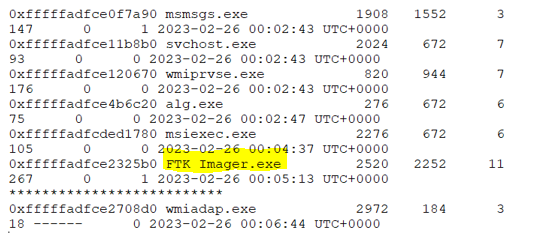 0xfffffadfce0f7a90 msmsgs.exe 1908 1552 3
147 0 1 2023-02-26 00:02:43 UTC+0000
0xfffffadfce11b8b0 svchost.exe 2024 672 7
93 0 0 2023-02-26 00:02:43 UTC+0000
0xfffffadfce120670 wmiprvse.exe 820 944 7
176 0 0 2023-02-26 00:02:43 UTC+0000
0xfffffadfce4b6c20 alg.exe 276 672 6
75 0 0 2023-02-26 00:02:47 UTC+0000
0xfffffadfcded1780 msiexec.exe 2276 672 6
105 0 0 2023-02-26 00:04:37 UTC+0000
0xfffffadfce2325b0 FTK Imager.exe 2520 2252 11
267 0 1 2023-02-26 00:05:13 UTC+0000
**************************
0xfffffadfce2708d0 wmiadap.exe 2972 184 3
18 ------ 0 2023-02-26 00:06:44 UTC+0000